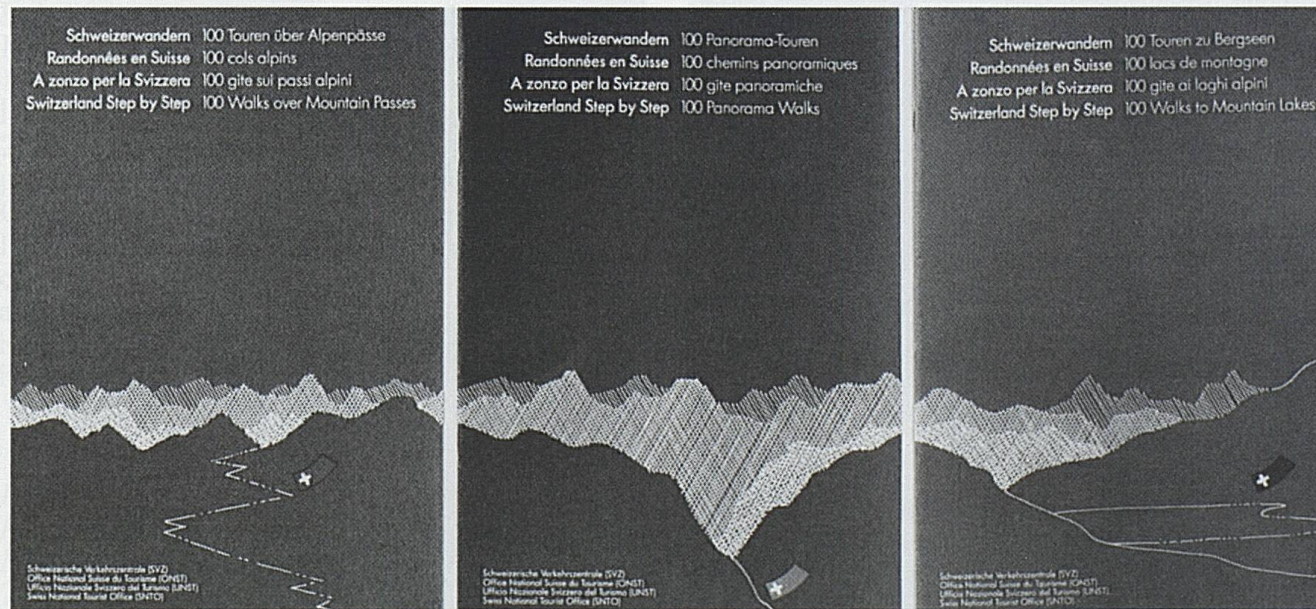 Schweizerwandern 100 Touren über Alpenpässe
Randonnées en Suisse 100 cols alpins
A zonzo per la Svizzera 100 gite sui passi alpini
Switzerland Step by Step 100 Walks over Mountain Passes
Schweizerische Verkehrszentrale (SVZ)
Office National Suisse du Tourisme (ONST)
Ufficio Nazionale Svizzero del Turismo (UNST)
Swiss National Tourist Office (SNTO)
Schweizerwandern 100 Panorama-Touren
Randonnées en Suisse 100 chemins panoramiques
A zonzo per la Svizzera 100 gite panoramiche
Switzerland Step by Step 100 Panorama Walks
Schweizerische Verkehrszentrale (SVZ)
Office National Suisse du Tourisme (ONST)
Ufficio Nazionale Svizzero del Turismo (UNST)
Swiss National Tourist Office (SNTO)
Schweizerwandern 100 Touren zu Bergseen
Randonnées en Suisse 100 lacs de montagne
A zonzo per la Svizzera 100 gite ai laghi alpini
Switzerland Step by Step 100 Walks to Mountain Lakes
Schweizerische Verkehrszentrale (SVZ)
Office National Suisse du Tourisme (ONST)
Ufficio Nazionale Svizzero del Turismo (UNST)
Swiss National Tourist Office (SNTO)